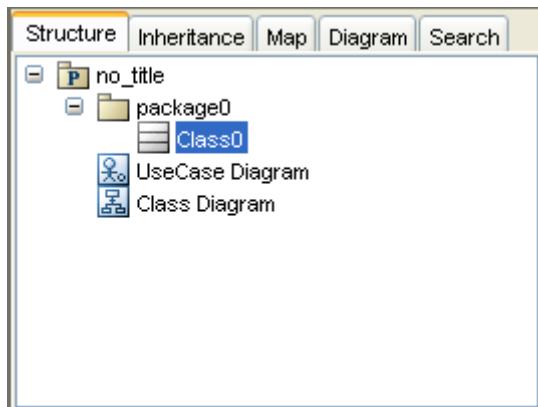 Structure Inheritance Map Diagram Search
P no_title
package0
Class0
UseCase Diagram
Class Diagram